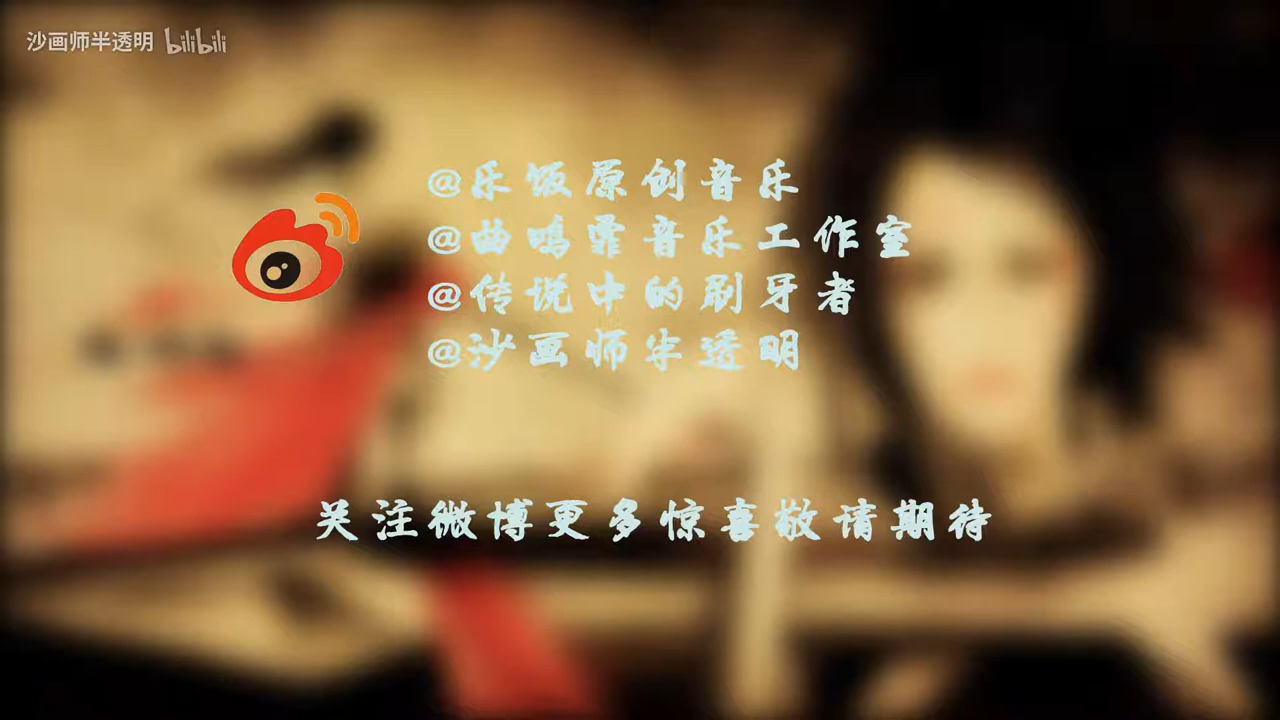 沙画师半透明 bilibili
@乐饭原创音乐
@曲鸣霏音乐工作室
@传说中的刷牙者
@沙画师半透明
关注微博更多惊喜敬请期待